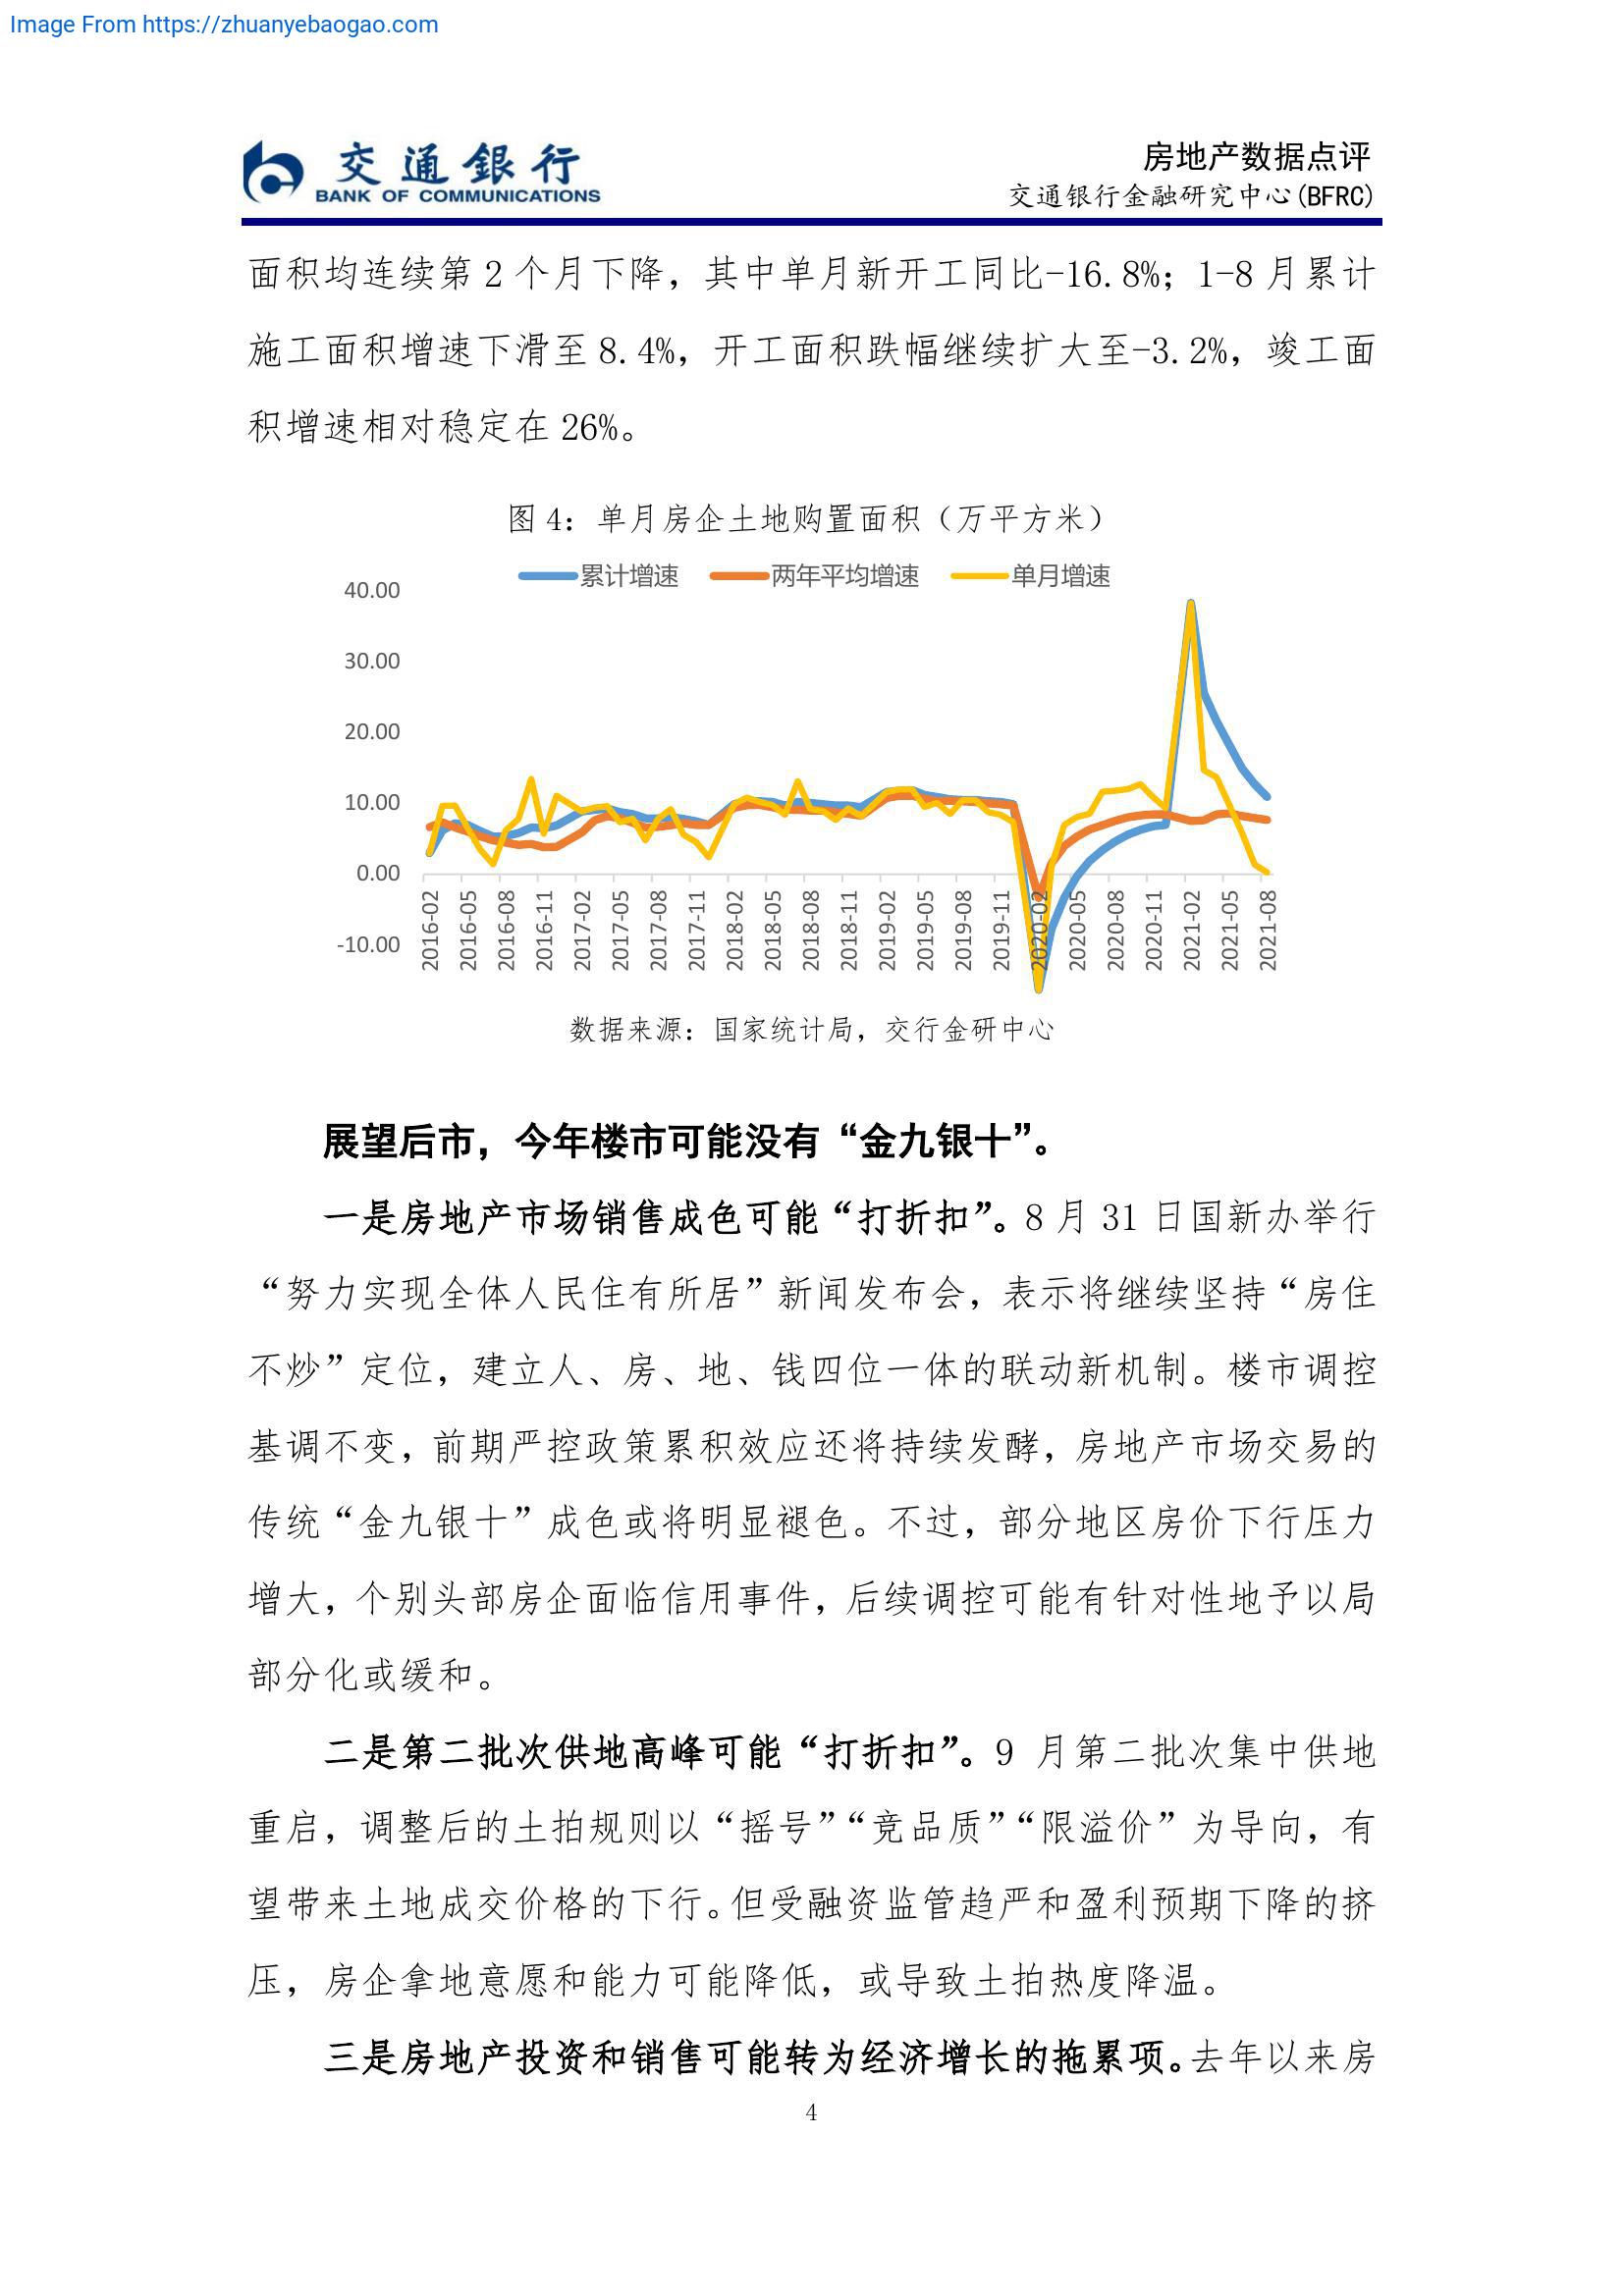 Image From https://zhuanyebaogao.com
交通銀行
BANK OF COMMUNICATIONS
房地产数据点评
交通银行金融研究中心(BFRC)
面积均连续第 2 个月下降，其中单月新开工同比-16.8%；1-8 月累计
施工面积增速下滑至 8.4%，开工面积跌幅继续扩大至-3.2%，竣工面
积增速相对稳定在 26%。
图 4：单月房企土地购置面积（万平方米）
累计增速 两年平均增速 单月增速
40.00
30.00
20.00
10.00
0.00
-10.00
2016-02 2016-05 2016-08 2016-11 2017-02 2017-05 2017-08 2017-11 2018-02 2018-05 2018-08 2018-11 2019-02 2019-05 2019-08 2019-11 2020-02 2020-05 2020-08 2020-11 2021-02 2021-05 2021-08
数据来源：国家统计局，交行金研中心
展望后市，今年楼市可能没有“金九银十”。
一是房地产市场销售成色可能“打折扣”。8 月 31 日国新办举行
“努力实现全体人民住有所居”新闻发布会，表示将继续坚持“房住
不炒”定位，建立人、房、地、钱四位一体的联动新机制。楼市调控
基调不变，前期严控政策累积效应还将持续发酵，房地产市场交易的
传统“金九银十”成色或将明显褪色。不过，部分地区房价下行压力
增大，个别头部房企面临信用事件，后续调控可能有针对性地予以局
部分化或缓和。
二是第二批次供地高峰可能“打折扣”。9 月第二批次集中供地
重启，调整后的土拍规则以“摇号”“竞品质”“限溢价”为导向，有
望带来土地成交价格的下行。但受融资监管趋严和盈利预期下降的挤
压，房企拿地意愿和能力可能降低，或导致土拍热度降温。
三是房地产投资和销售可能转为经济增长的拖累项。去年以来房
4